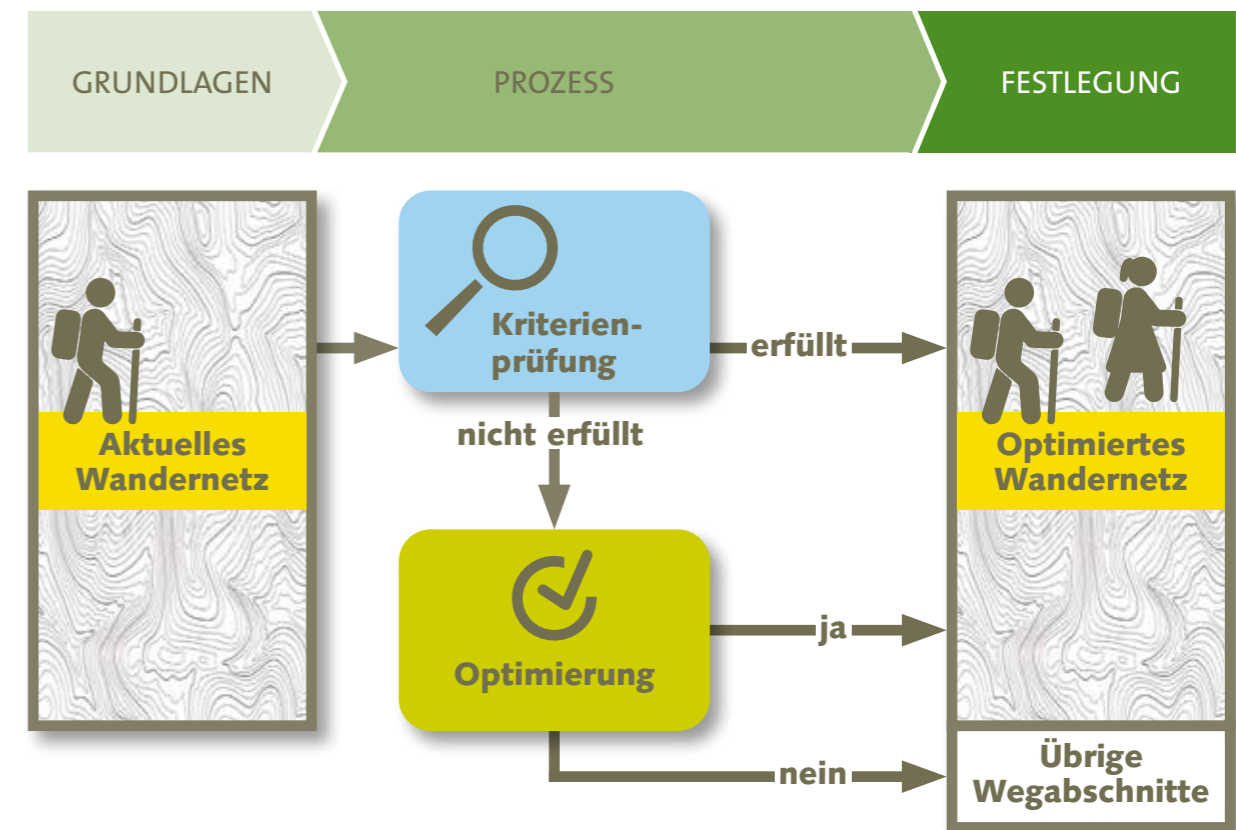 GRUNDLAGEN
PROZESS
FESTLEGUNG
Aktuelles
Wandernetz
Kriterien-
prüfung
erfüllt
nicht erfüllt
Optimiertes
Wandernetz
Optimierung
ja
nein
Übrige
Wegabschnitte